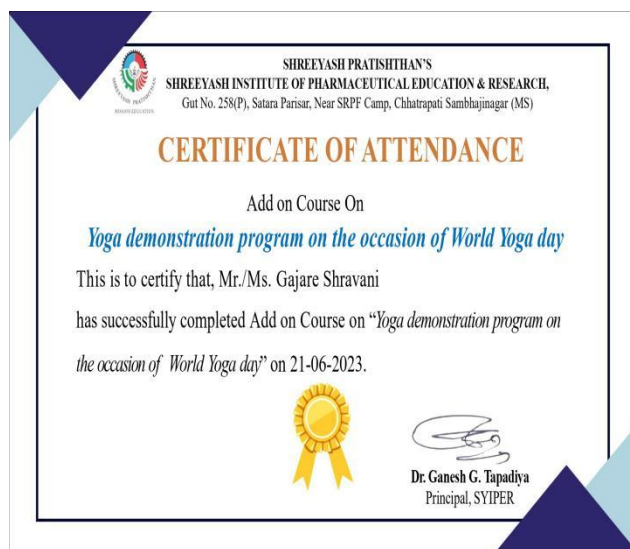 SHREEYASH PRATISHTHAN'S
SHREEYASH INSTITUTE OF PHARMACEUTICAL EDUCATION & RESEARCH,
Gut No. 258(P), Satara Parisar, Near SRPF Camp, Chhatrapati Sambhajinagar (MS)
SHREEYASH PRATISHTHAN
CERTIFICATE OF ATTENDANCE
Add on Course On
Yoga demonstration program on the occasion of World Yoga day
This is to certify that, Mr./Ms. Gajare Shravani
has successfully completed Add on Course on “Yoga demonstration program on
the occasion of World Yoga day” on 21-06-2023.
Dr. Ganesh G. Tapadiya
Principal, SYIPER